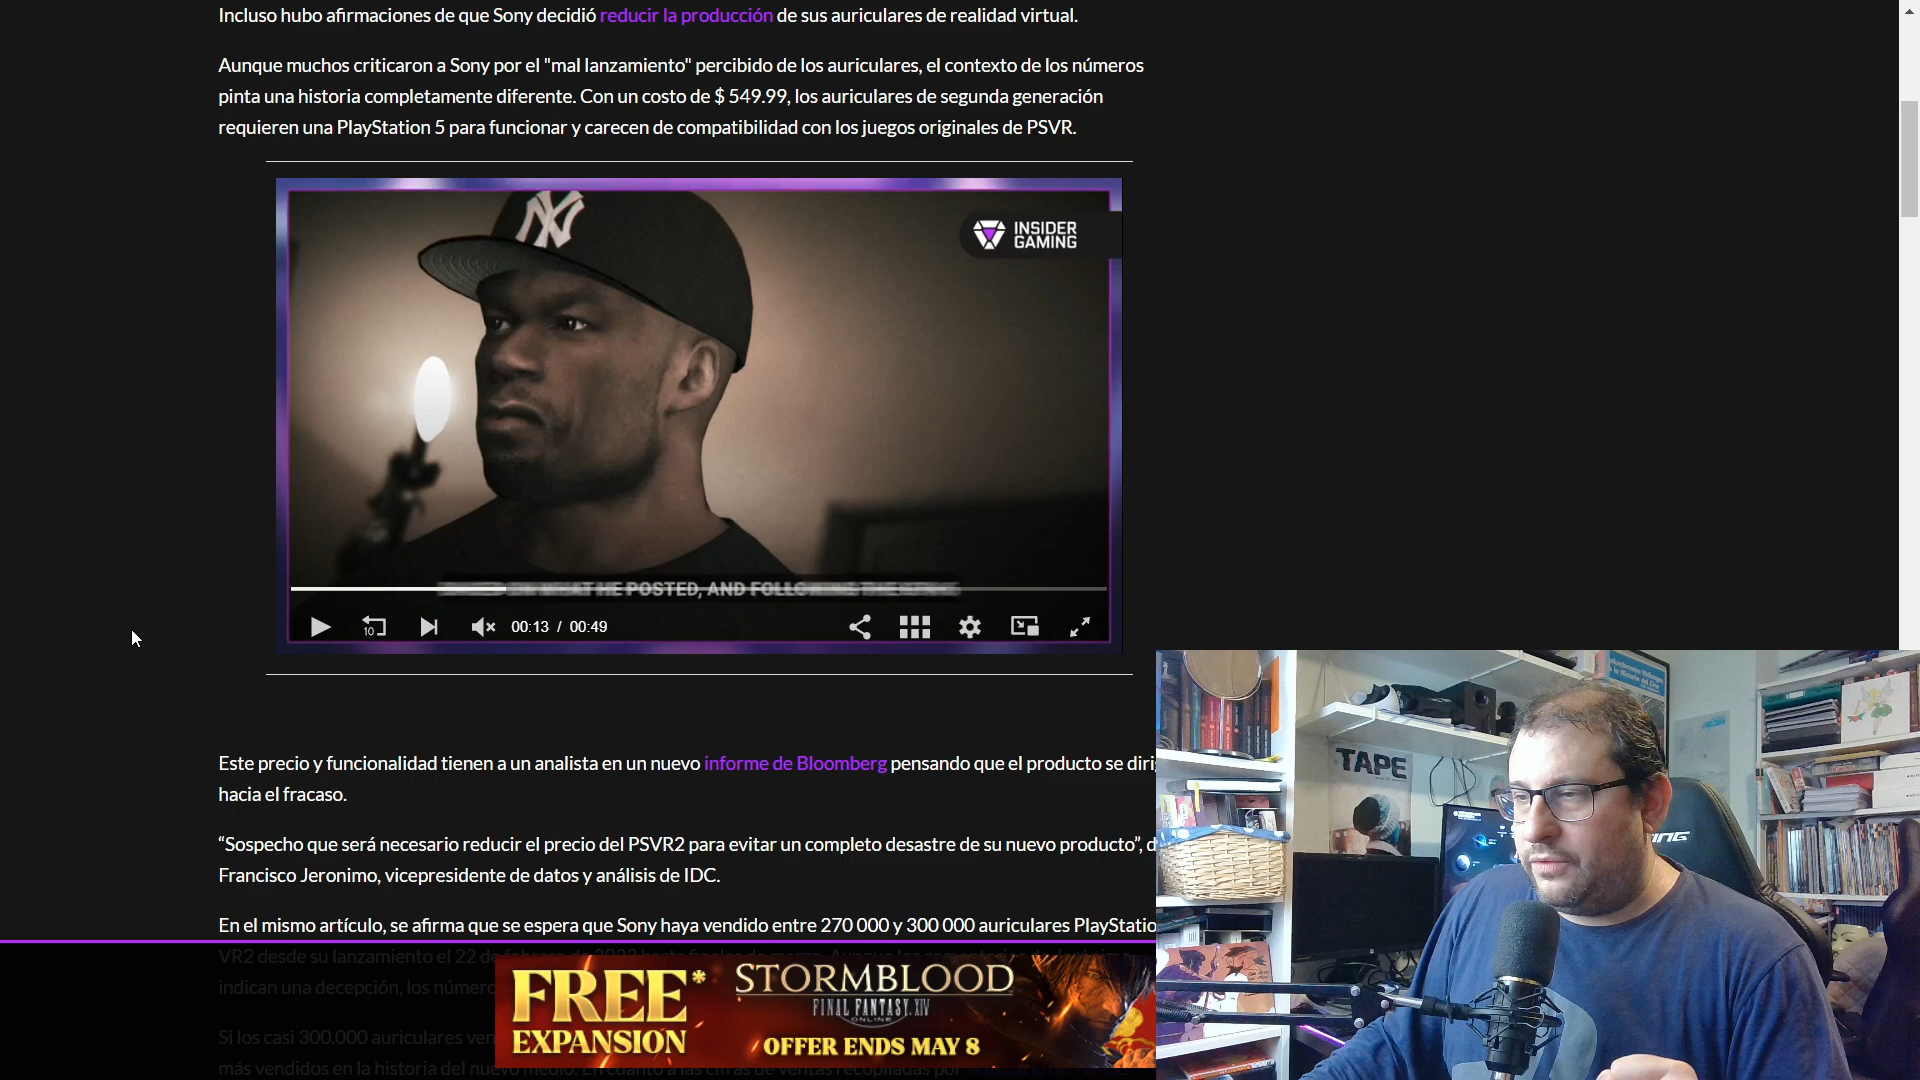 Incluso hubo afirmaciones de que Sony decidió reducir la producción de sus auriculares de realidad virtual.
Aunque muchos criticaron a Sony por el "mal lanzamiento" percibido de los auriculares, el contexto de los números
pinta una historia completamente diferente. Con un costo de $ 549.99, los auriculares de segunda generación
requieren una PlayStation 5 para funcionar y carecen de compatibilidad con los juegos originales de PSVR.
NY
INSIDER
GAMING
WHAT HE POSTED, AND FOLLOWING
10
00:13 / 00:49
Este precio y funcionalidad tienen a un analista en un nuevo informe de Bloomberg pensando que el producto se diri
hacia el fracaso.
“Sospecho que será necesario reducir el precio del PSVR2 para evitar un completo desastre de su nuevo producto”, d
Francisco Jeronimo, vicepresidente de datos y análisis de IDC.
En el mismo artículo, se afirma que se espera que Sony haya vendido entre 270 000 y 300 000 auriculares PlayStatio
VR2 desde su lanzamiento el 22 de
indican una decepción, los número
Si los casi 300.000 auriculares ven
más vendidos en la historia del nuevo medio.
FREE*
EXPANSION
STORMBLOOD
FINAL FANTASY XIV
ONLINE
OFFER ENDS MAY 8
TAPE